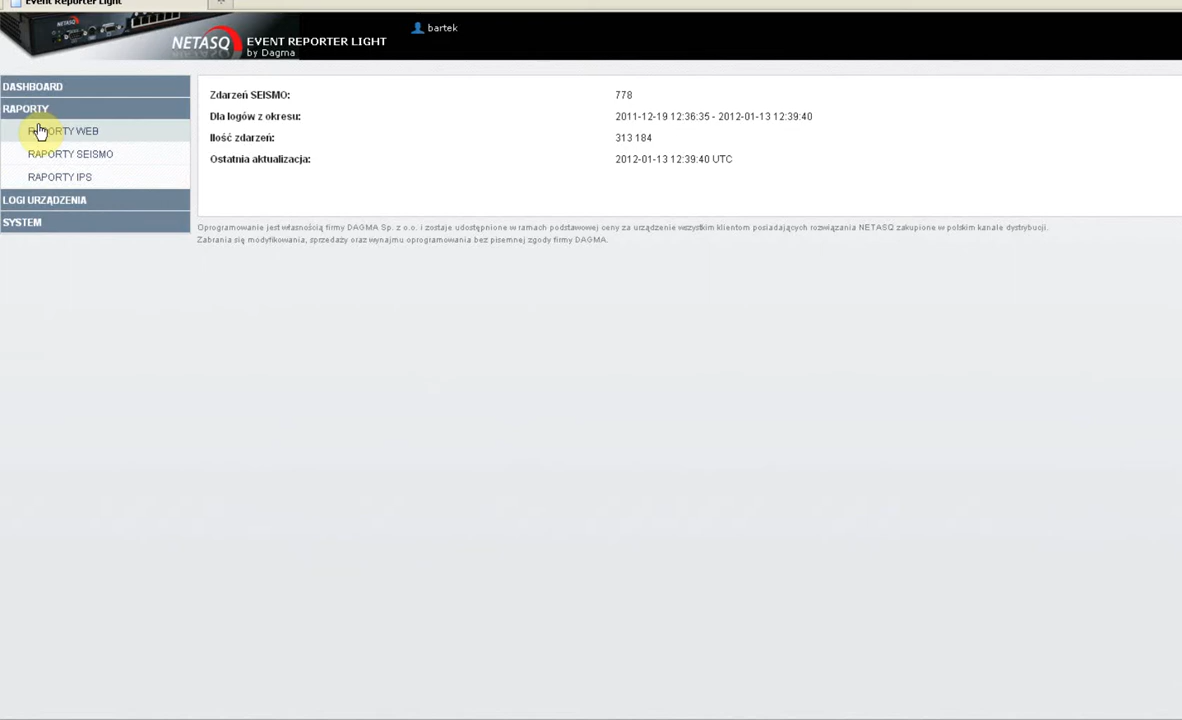 Event Reporter Light
NETASQ EVENT REPORTER LIGHT
by Dagma
bartek
DASHBOARD
RAPORTY
RAPORTY WEB
RAPORTY SEISMO
RAPORTY IPS
LOGI URZĄDZENIA
SYSTEM
Zdarzeń SEISMO: 778
Dla logów z okresu: 2011-12-19 12:36:35 - 2012-01-13 12:39:40
Ilość zdarzeń: 313 184
Ostatnia aktualizacja: 2012-01-13 12:39:40 UTC
Oprogramowanie jest własnością firmy DAGMA Sp. z o.o. i zostaje udostępnione w ramach podstawowej ceny za urządzenie wszystkim klientom posiadających rozwiązania NETASQ zakupione w polskim kanale dystrybucji.
Zabrania się modyfikowania, sprzedaży oraz wynajmu oprogramowania bez pisemnej zgody firmy DAGMA.